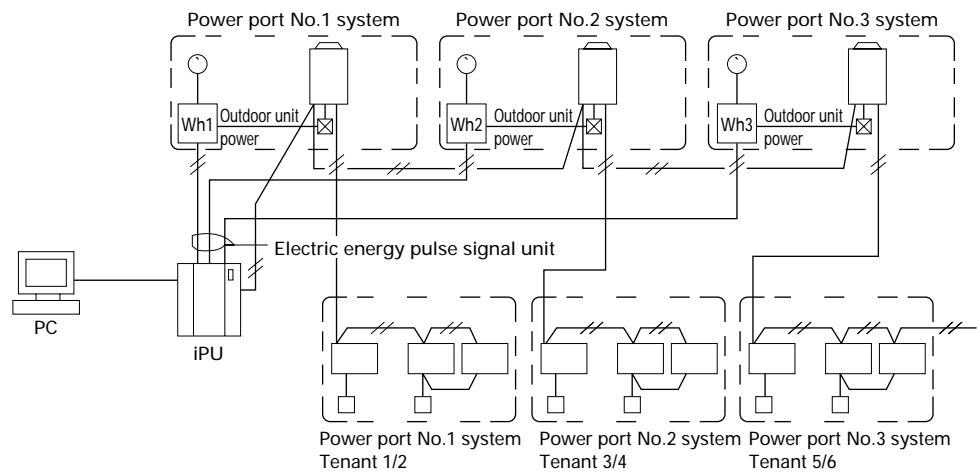 Power port No.1 system
Power port No.2 system
Power port No.3 system
Wh1
Outdoor unit
power
Wh2
Outdoor unit
power
Wh3
Outdoor unit
power
Electric energy pulse signal unit
PC
iPU
Power port No.1 system
Tenant 1/2
Power port No.2 system
Tenant 3/4
Power port No.3 system
Tenant 5/6